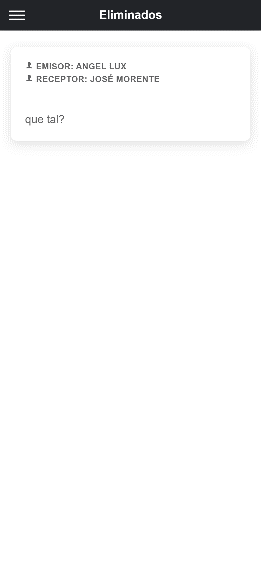 Eliminados
EMISOR: ANGEL LUX
RECEPTOR: JOSÉ MORENTE
que tal?